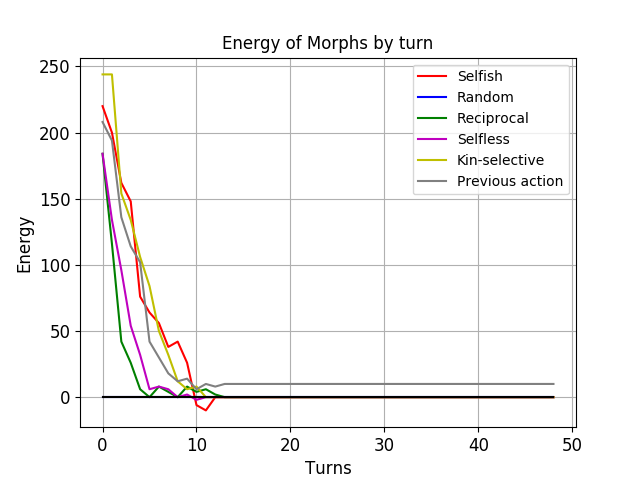 Energy of Morphs by turn
250
200
150
100
50
0
Energy
Selfish
Random
Reciprocal
Selfless
Kin-selective
Previous action
0
10
20
30
40
50
Turns